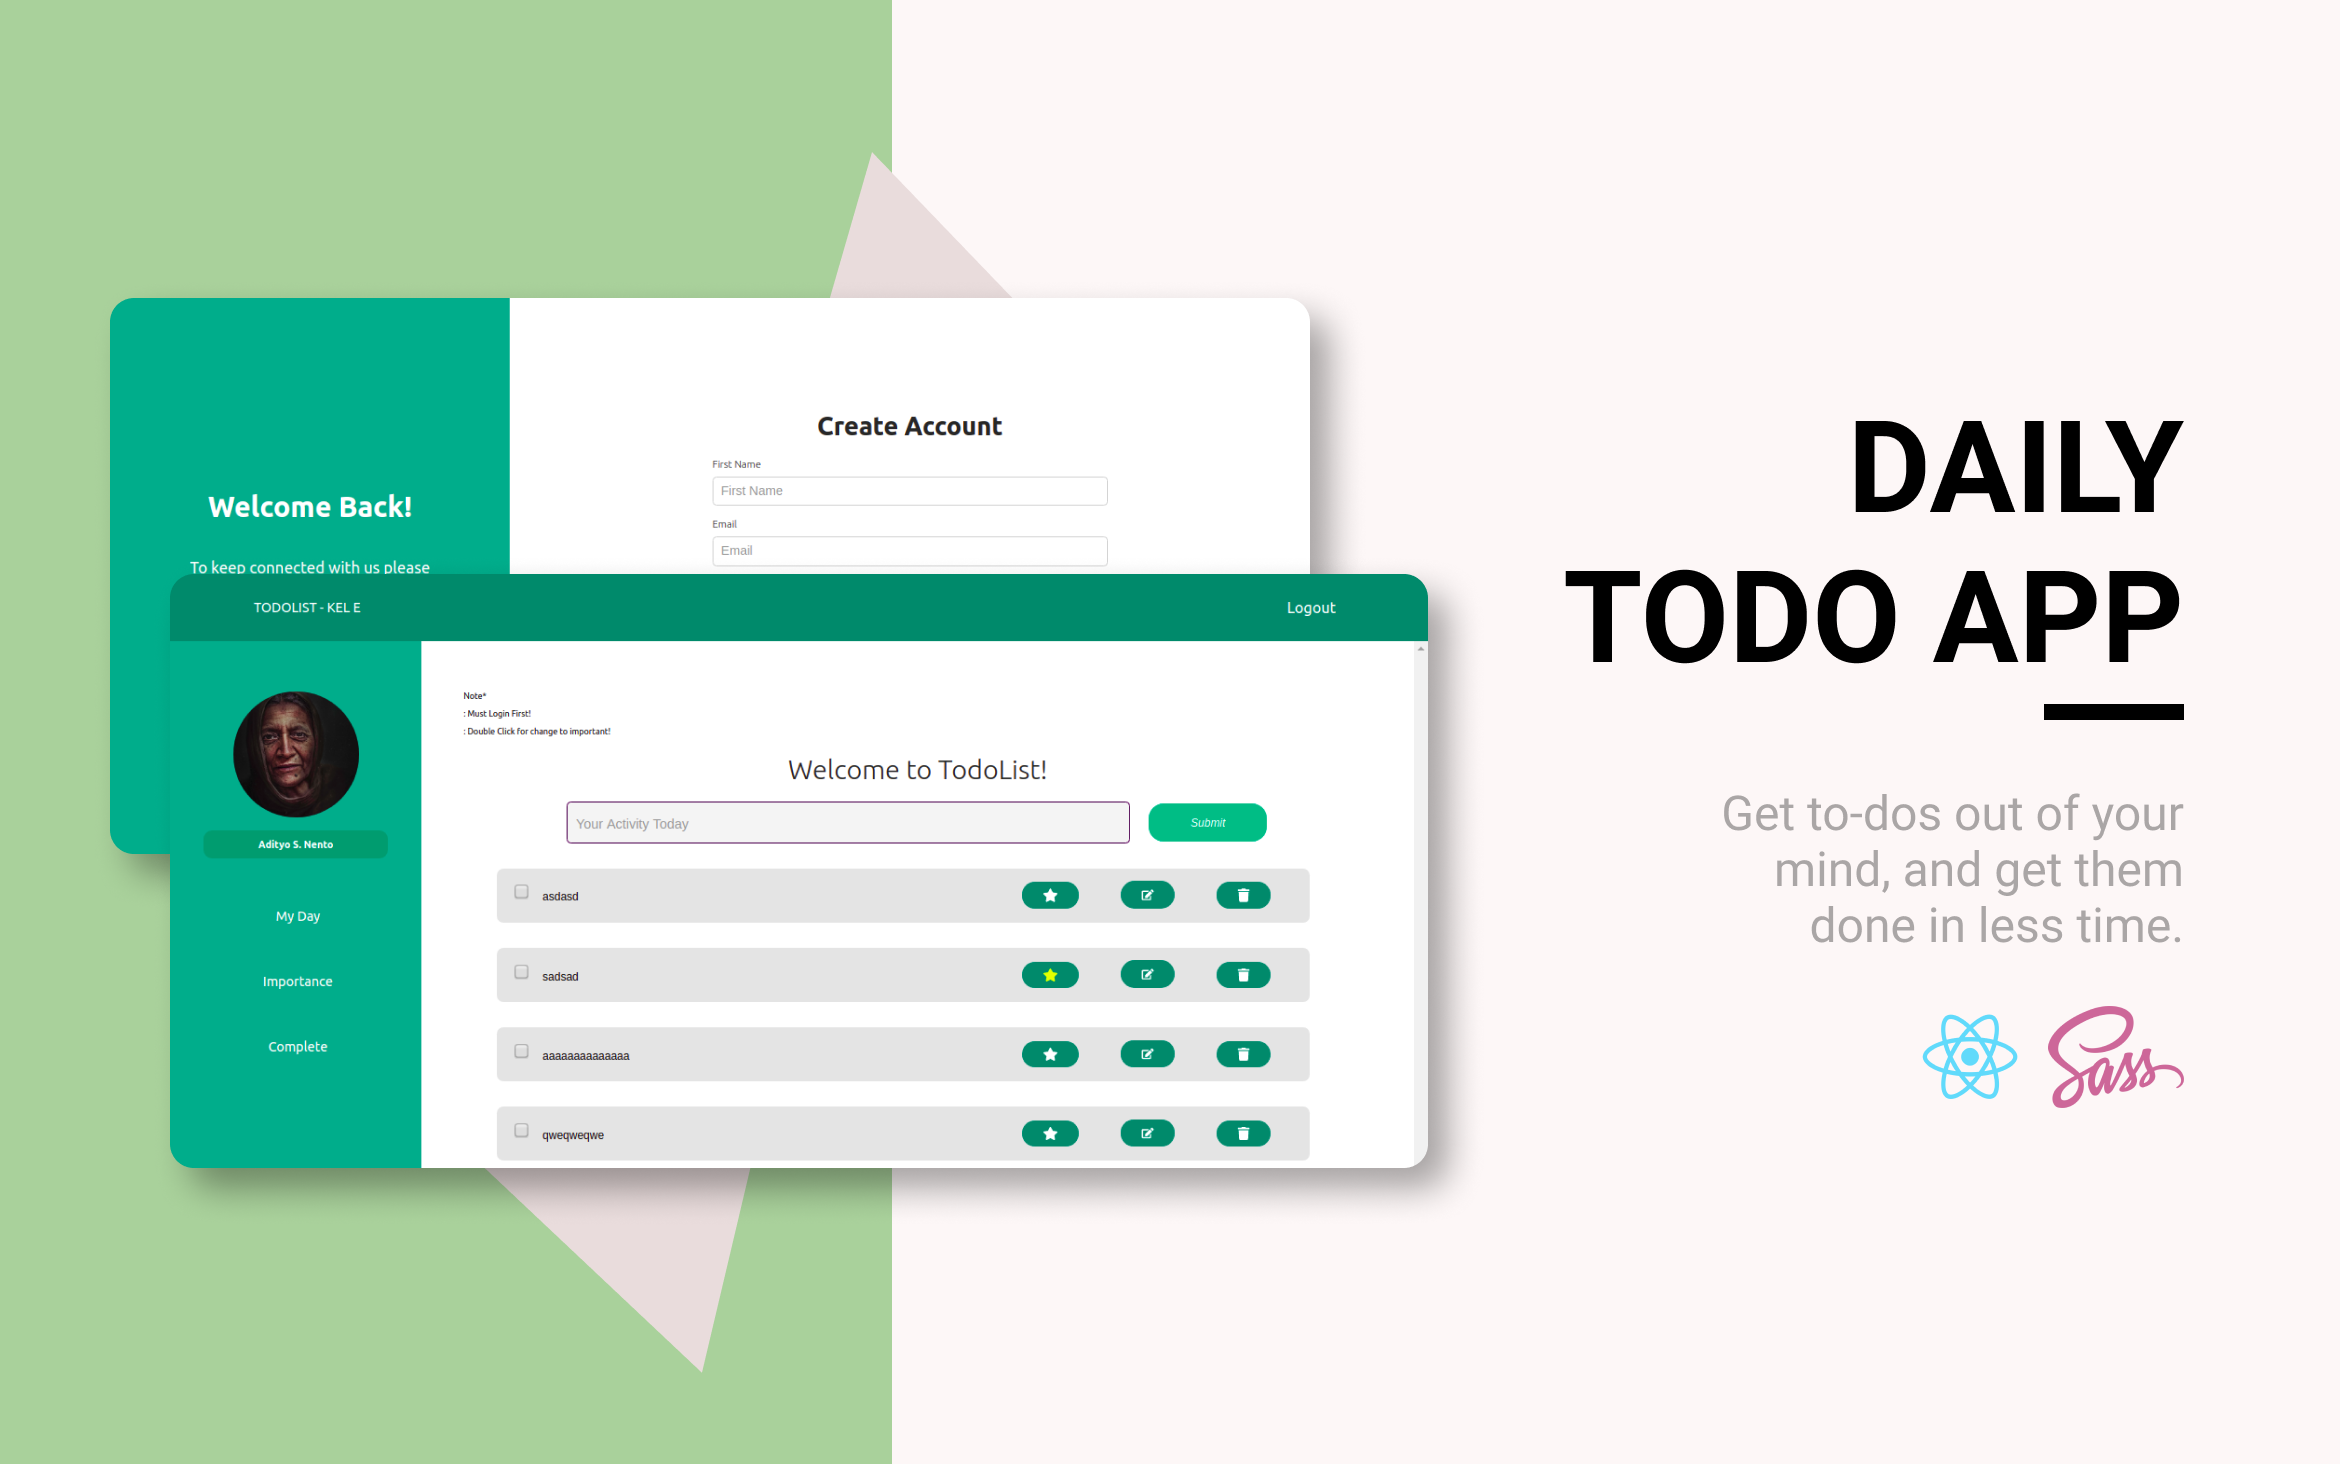 Create Account
First Name
First Name
Email
Email
Welcome Back!
To keep connected with us please
TODOLIST - KEL E
Logout
Adityo S. Nento
My Day
Importance
Complete
Note*
: Must Login First!
: Double Click for change to important!
Welcome to TodoList!
Your Activity Today
Submit
asdasd
sadsad
aaaaaaaaaaaaaa
qweqweqwe
DAILY
TODO APP
Get to-dos out of your
mind, and get them
done in less time.
Sass